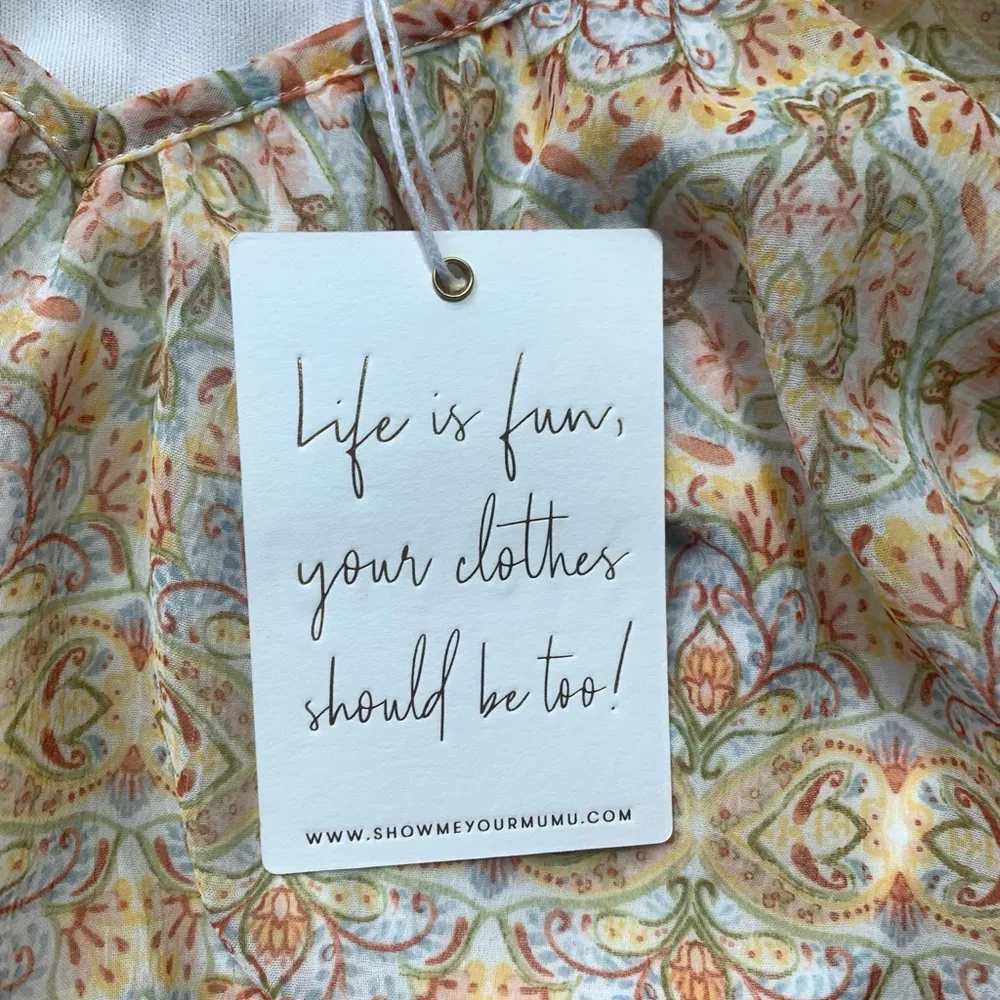 Life is fun,
your clothes
should be too!
WWW.SHOWMEYOURMUMU.COM